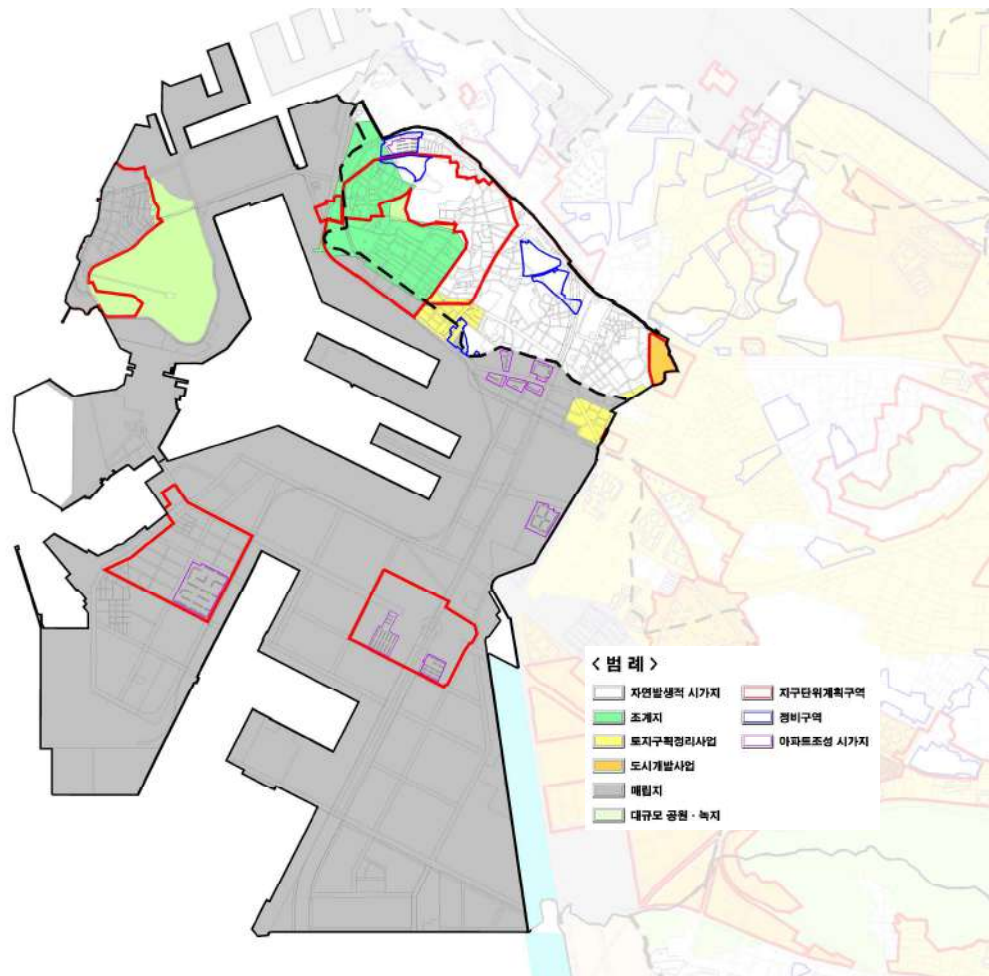 < 범 례 >
자연발생적 시가지
지구단위계획구역
조계지
정비구역
토지구획정리사업
아파트조성 시가지
도시개발사업
매립지
대규모 공원 · 녹지